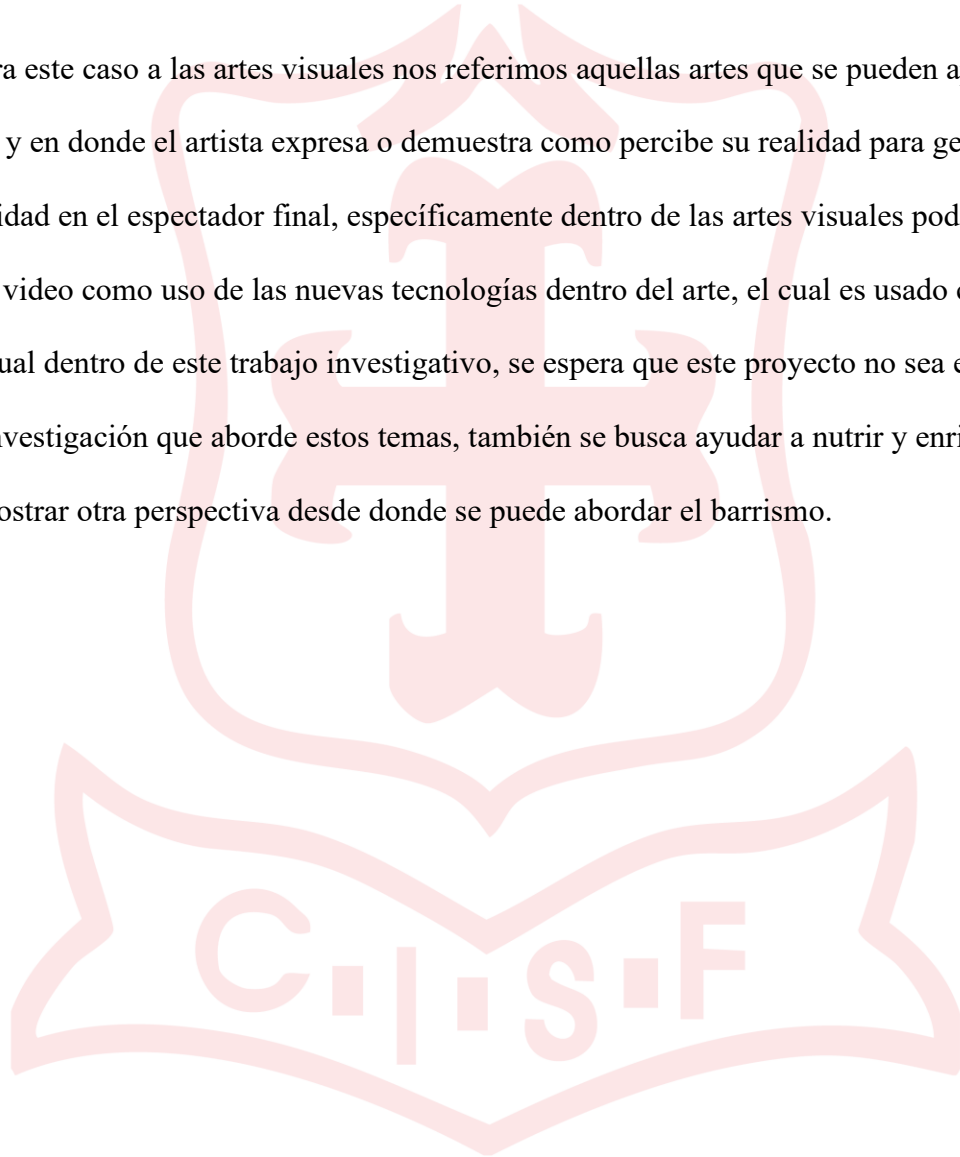 ra este caso a las artes visuales nos referimos aquellas artes que se pueden a
y en donde el artista expresa o demuestra como percibe su realidad para ge
idad en el espectador final, específicamente dentro de las artes visuales pod
video como uso de las nuevas tecnologías dentro del arte, el cual es usado
ual dentro de este trabajo investigativo, se espera que este proyecto no sea e
nvestigación que aborde estos temas, también se busca ayudar a nutrir y enri
ostrar otra perspectiva desde donde se puede abordar el barrismo.
C.I.S.F